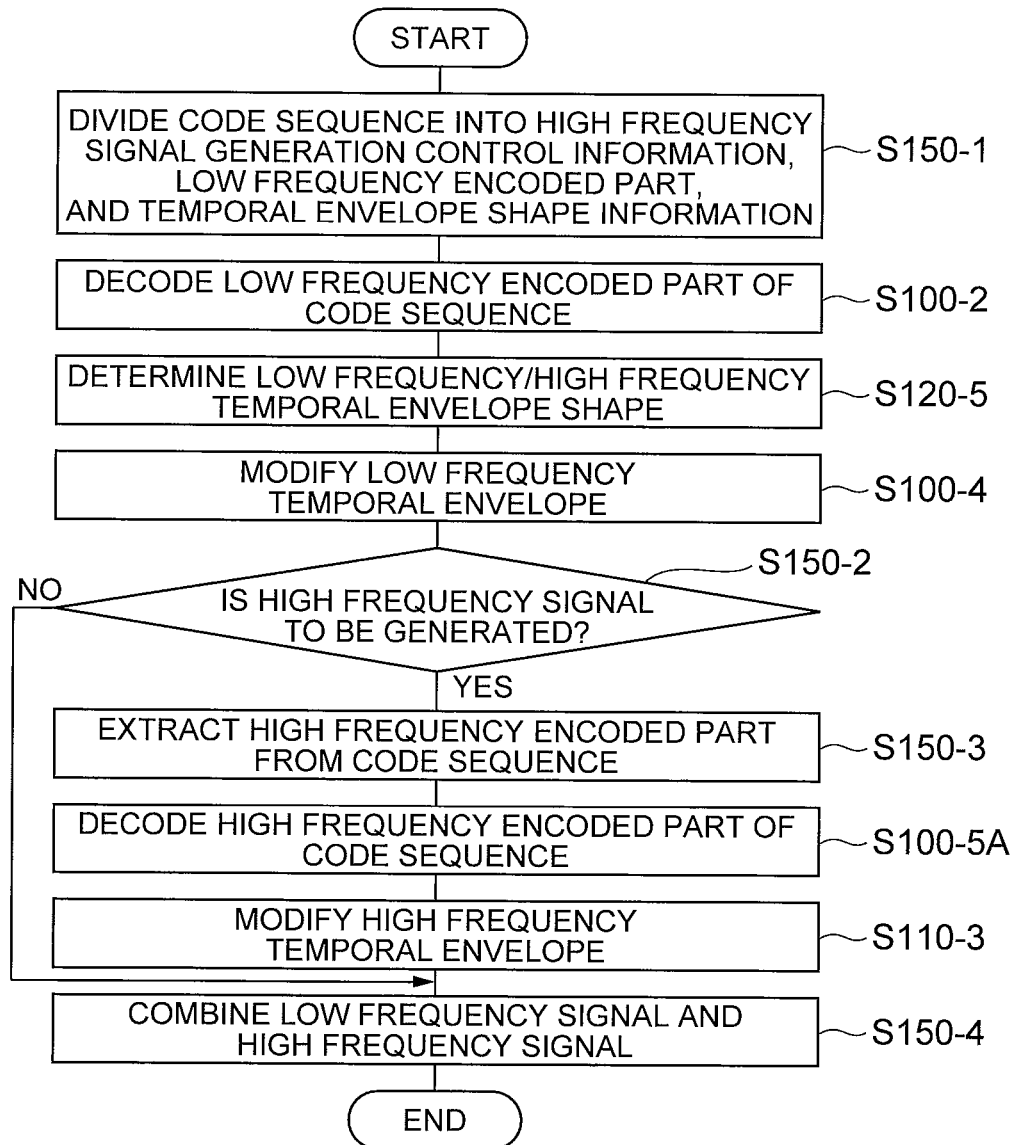 START
DIVIDE CODE SEQUENCE INTO HIGH FREQUENCY
SIGNAL GENERATION CONTROL INFORMATION,
LOW FREQUENCY ENCODED PART,
AND TEMPORAL ENVELOPE SHAPE INFORMATION
S150-1
DECODE LOW FREQUENCY ENCODED PART OF
CODE SEQUENCE
S100-2
DETERMINE LOW FREQUENCY/HIGH FREQUENCY
TEMPORAL ENVELOPE SHAPE
S120-5
MODIFY LOW FREQUENCY
TEMPORAL ENVELOPE
S100-4
S150-2
NO
IS HIGH FREQUENCY SIGNAL
TO BE GENERATED?
YES
EXTRACT HIGH FREQUENCY ENCODED PART
FROM CODE SEQUENCE
S150-3
DECODE HIGH FREQUENCY ENCODED PART OF
CODE SEQUENCE
S100-5A
MODIFY HIGH FREQUENCY
TEMPORAL ENVELOPE
S110-3
COMBINE LOW FREQUENCY SIGNAL AND
HIGH FREQUENCY SIGNAL
S150-4
END